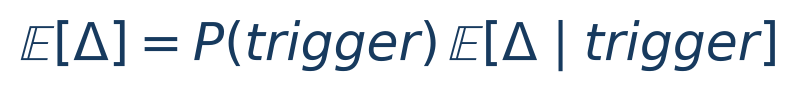 𝔼[Δ] = P(trigger) 𝔼[Δ | trigger]